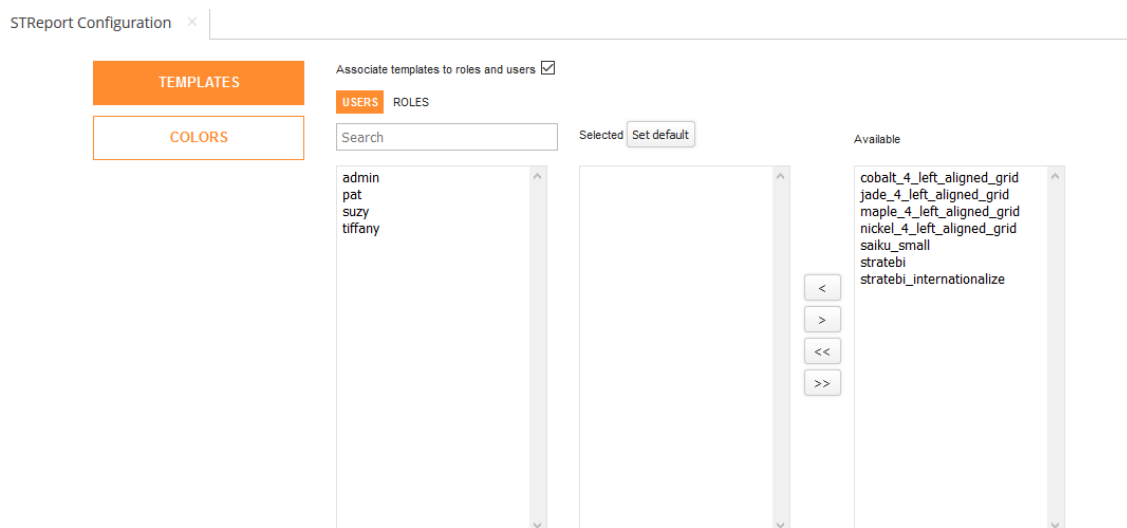 STReport Configuration ×
TEMPLATES
COLORS
Associate templates to roles and users
USERS ROLES
Search
Selected Set default
Available
admin
pat
suzy
tiffany
cobalt_4_left_aligned_grid
jade_4_left_aligned_grid
maple_4_left_aligned_grid
nickel_4_left_aligned_grid
saiku_small
stratebi
stratebi_internationalize
<
>
<<
>>